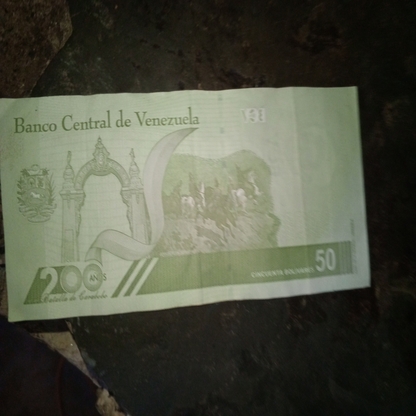 Banco Central de Venezuela
200
AÑOS
Batalla de Carabobo
CINCUENTA BOLÍVARES
50